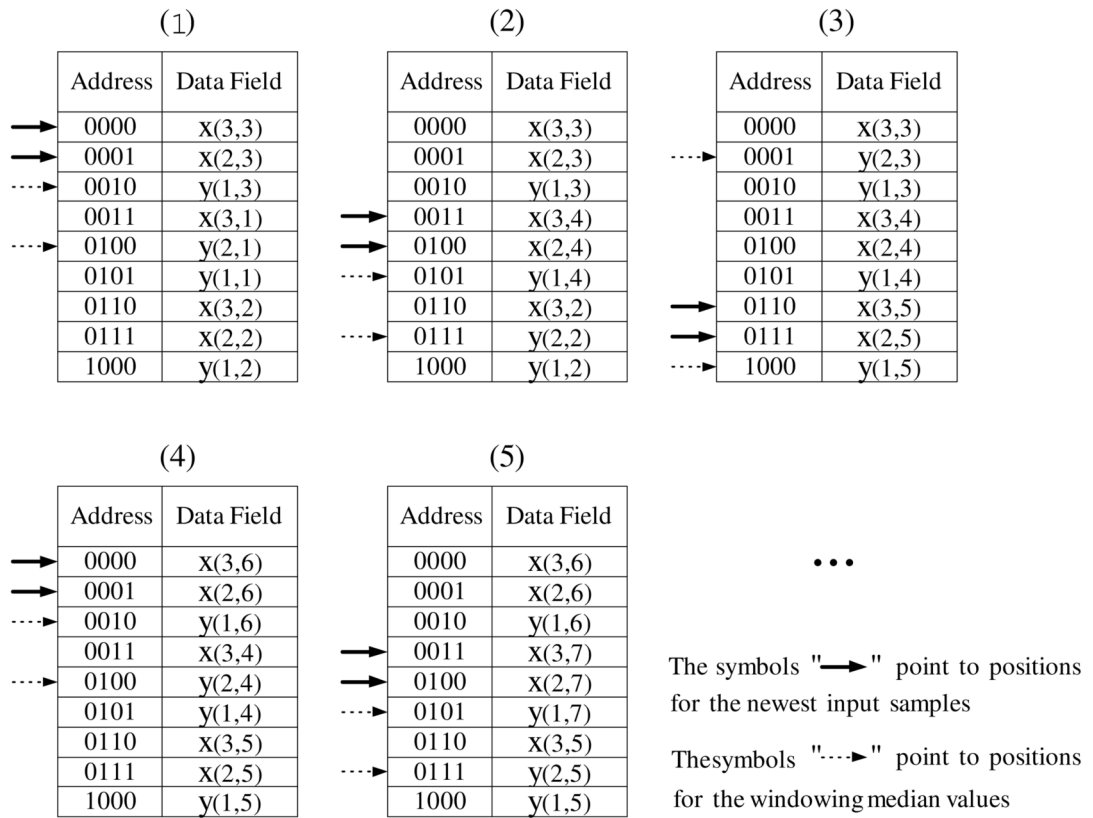 (1)
Address Data Field
0000 x(3,3)
0001 x(2,3)
0010 y(1,3)
0011 x(3,1)
0100 y(2,1)
0101 y(1,1)
0110 x(3,2)
0111 x(2,2)
1000 y(1,2)
(2)
Address Data Field
0000 x(3,3)
0001 x(2,3)
0010 y(1,3)
0011 x(3,4)
0100 x(2,4)
0101 y(1,4)
0110 x(3,2)
0111 y(2,2)
1000 y(1,2)
(3)
Address Data Field
0000 x(3,3)
0001 y(2,3)
0010 y(1,3)
0011 x(3,4)
0100 x(2,4)
0101 y(1,4)
0110 x(3,5)
0111 x(2,5)
1000 y(1,5)
(4)
Address Data Field
0000 x(3,6)
0001 x(2,6)
0010 y(1,6)
0011 x(3,4)
0100 y(2,4)
0101 y(1,4)
0110 x(3,5)
0111 x(2,5)
1000 y(1,5)
(5)
Address Data Field
0000 x(3,6)
0001 x(2,6)
0010 y(1,6)
0011 x(3,7)
0100 x(2,7)
0101 y(1,7)
0110 x(3,5)
0111 y(2,5)
1000 y(1,5)
...
The symbols "→" point to positions
for the newest input samples
Thesymbols "⇢" point to positions
for the windowing median values